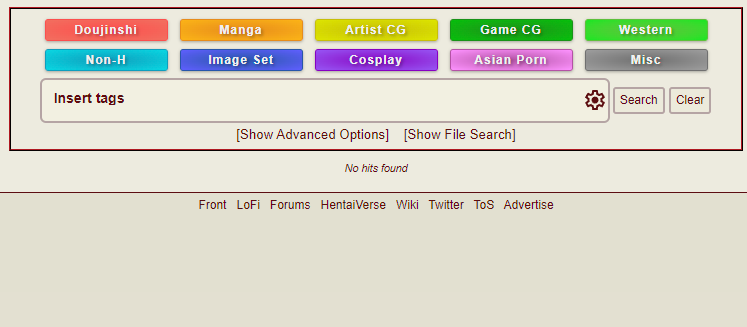 Doujinshi Manga Artist CG Game CG Western
Non-H Image Set Cosplay Asian Porn Misc
Insert tags Search Clear
[Show Advanced Options] [Show File Search]
No hits found
Front LoFi Forums HentaiVerse Wiki Twitter ToS Advertise